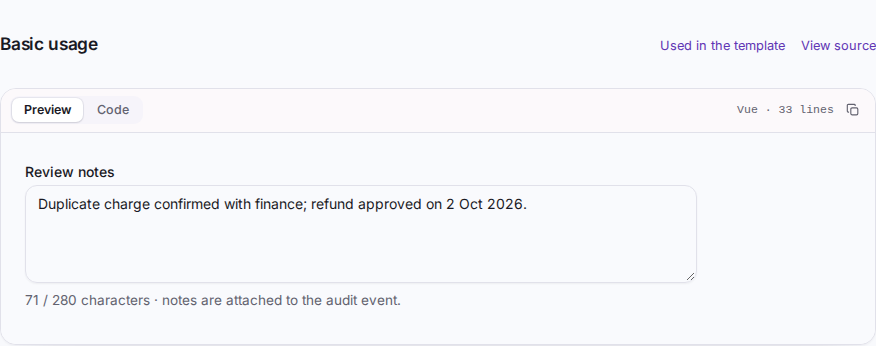 Basic usage
Used in the template View source
Preview Code
Vue · 33 lines
Review notes
Duplicate charge confirmed with finance; refund approved on 2 Oct 2026.
71 / 280 characters · notes are attached to the audit event.